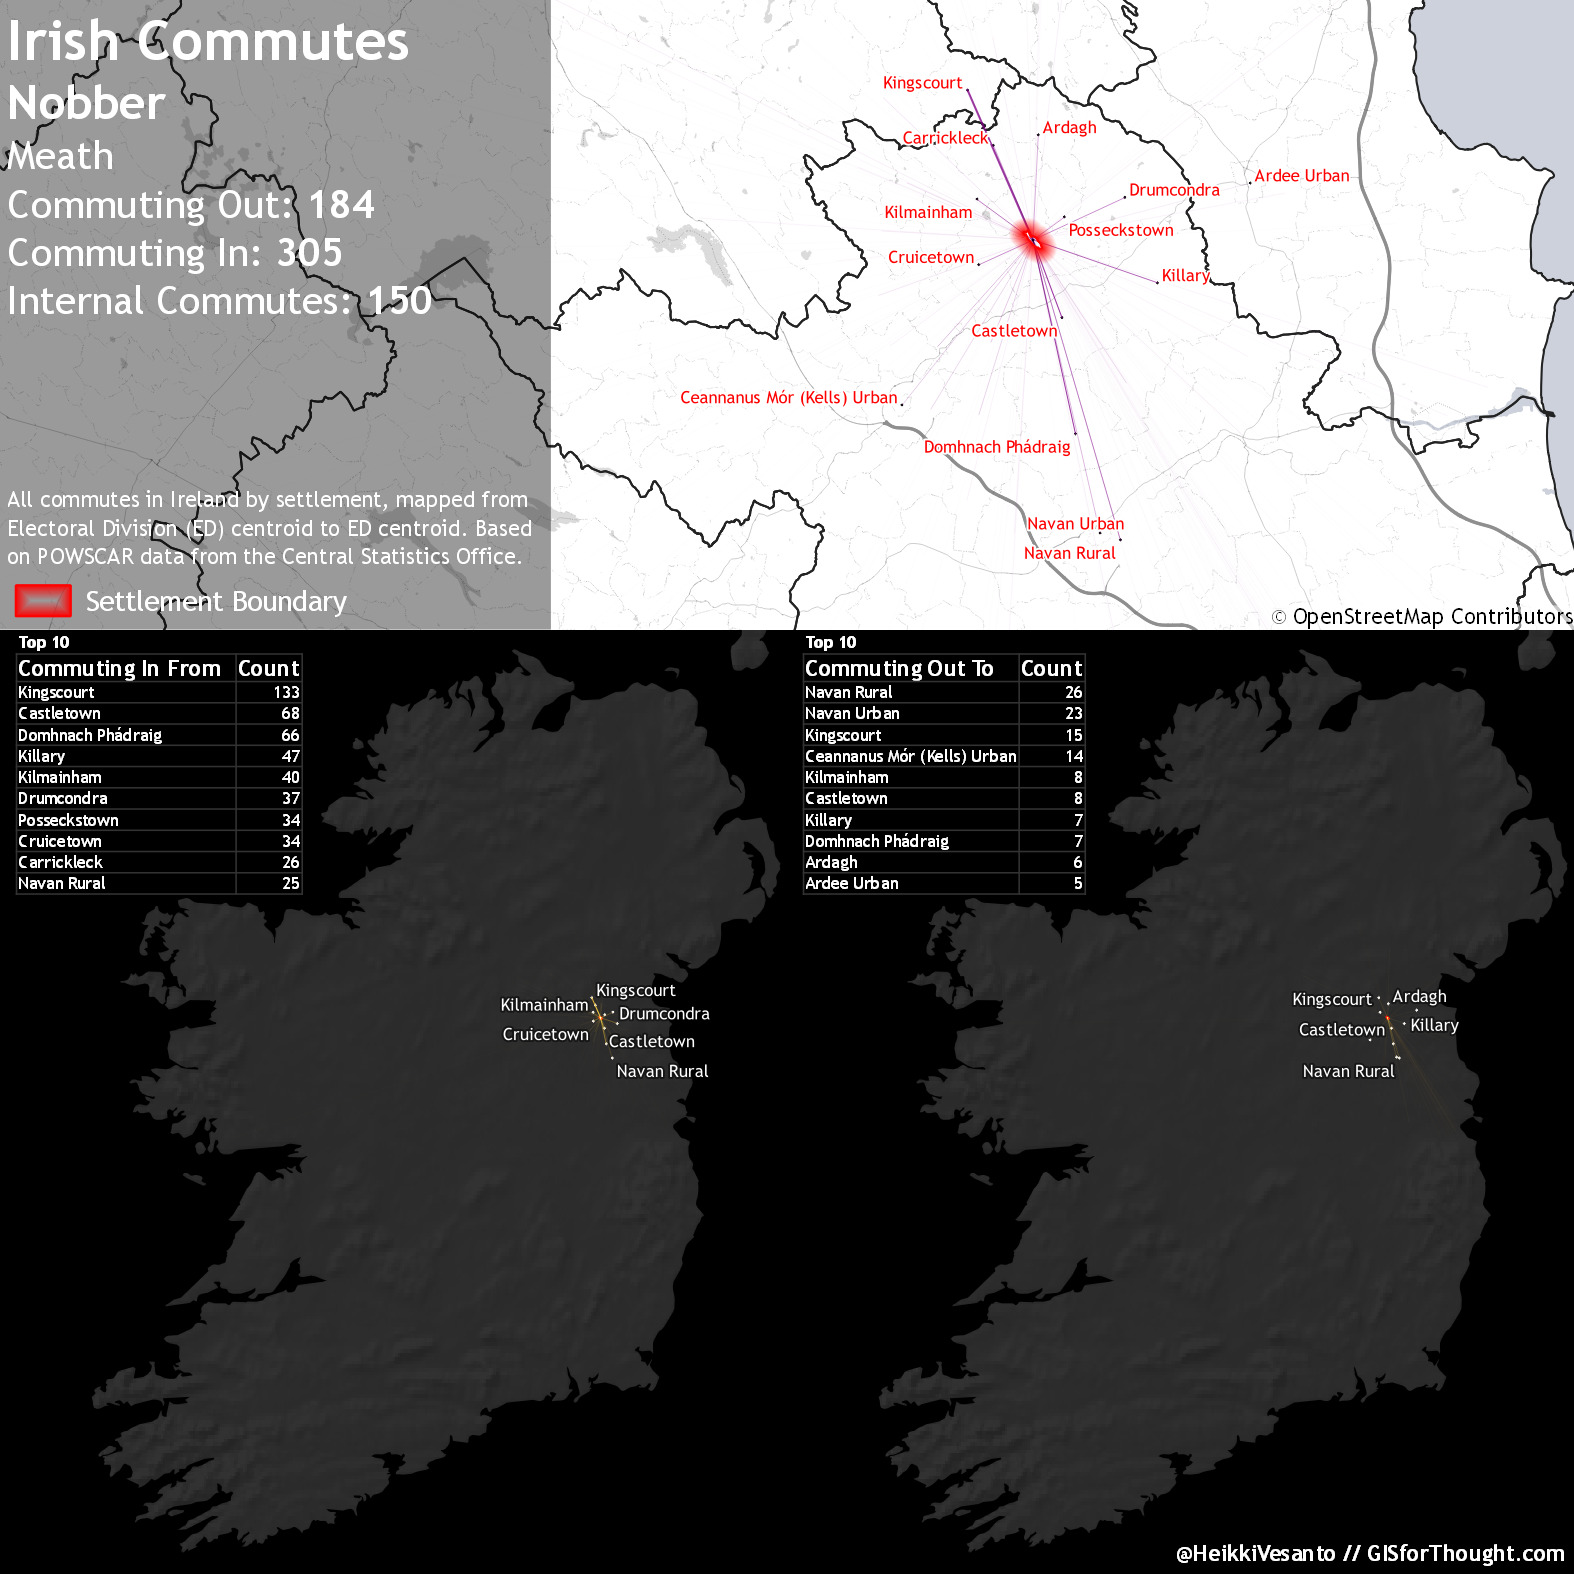 Irish Commutes
Nobber
Meath
Commuting Out: 184
Commuting In: 305
Internal Commutes: 150
All commutes in Ireland by settlement, mapped from
Electoral Division (ED) centroid to ED centroid. Based
on POWSCAR data from the Central Statistics Office.
Settlement Boundary
Kingscourt
Carrickleck
Ardagh
Ardee Urban
Drumcondra
Kilmainham
Posseckstown
Cruicetown
Killary
Castletown
Ceannanus Mór (Kells) Urban
Domhnach Phádraig
Navan Urban
Navan Rural
© OpenStreetMap Contributors
Top 10
Commuting In From Count
Kingscourt 133
Castletown 68
Domhnach Phádraig 66
Killary 47
Kilmainham 40
Drumcondra 37
Posseckstown 34
Cruicetown 34
Carrickleck 26
Navan Rural 25
Kingscourt
Kilmainham
Drumcondra
Cruicetown
Castletown
Navan Rural
Top 10
Commuting Out To Count
Navan Rural 26
Navan Urban 23
Kingscourt 15
Ceannanus Mór (Kells) Urban 14
Kilmainham 8
Castletown 8
Killary 7
Domhnach Phádraig 7
Ardagh 6
Ardee Urban 5
Kingscourt
Ardagh
Castletown
Killary
Navan Rural
@HeikkiVesanto // GISforThought.com